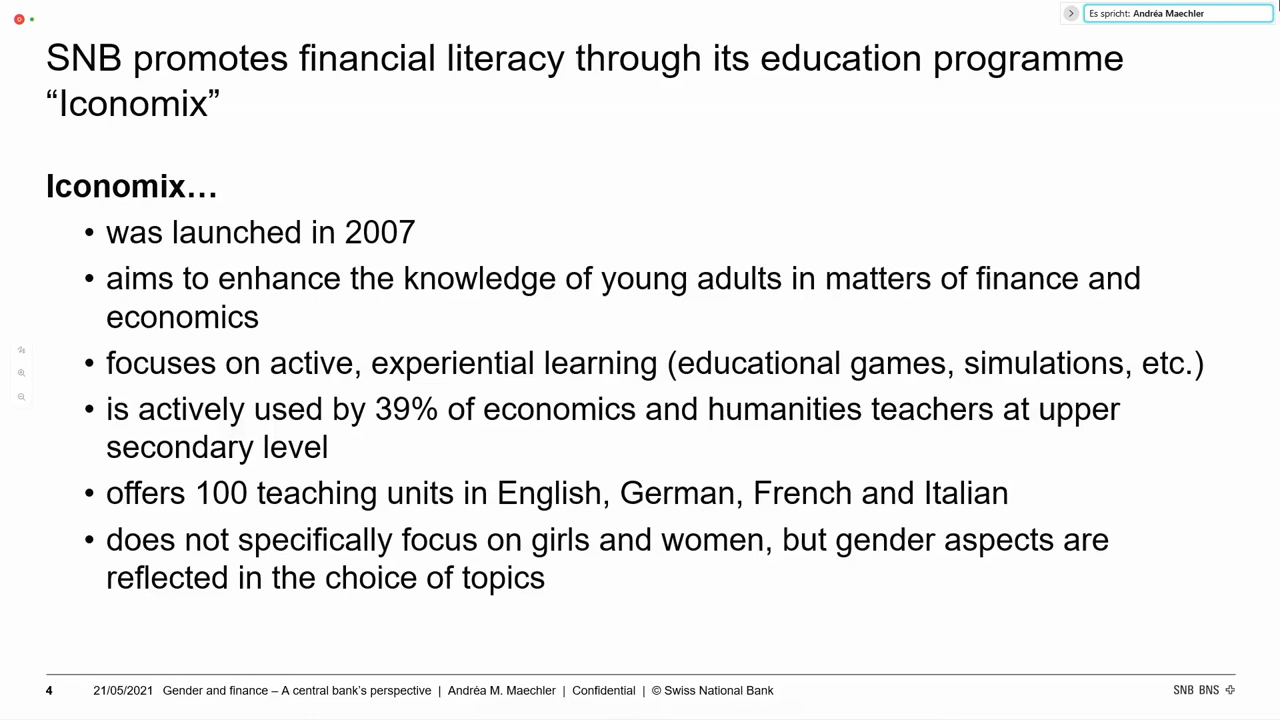 Es spricht: Andréa Maechler
SNB promotes financial literacy through its education programme
“Iconomix”
Iconomix…
• was launched in 2007
• aims to enhance the knowledge of young adults in matters of finance and
economics
• focuses on active, experiential learning (educational games, simulations, etc.)
• is actively used by 39% of economics and humanities teachers at upper
secondary level
• offers 100 teaching units in English, German, French and Italian
• does not specifically focus on girls and women, but gender aspects are
reflected in the choice of topics
4 21/05/2021 Gender and finance – A central bank’s perspective | Andréa M. Maechler | Confidential | © Swiss National Bank SNB BNS